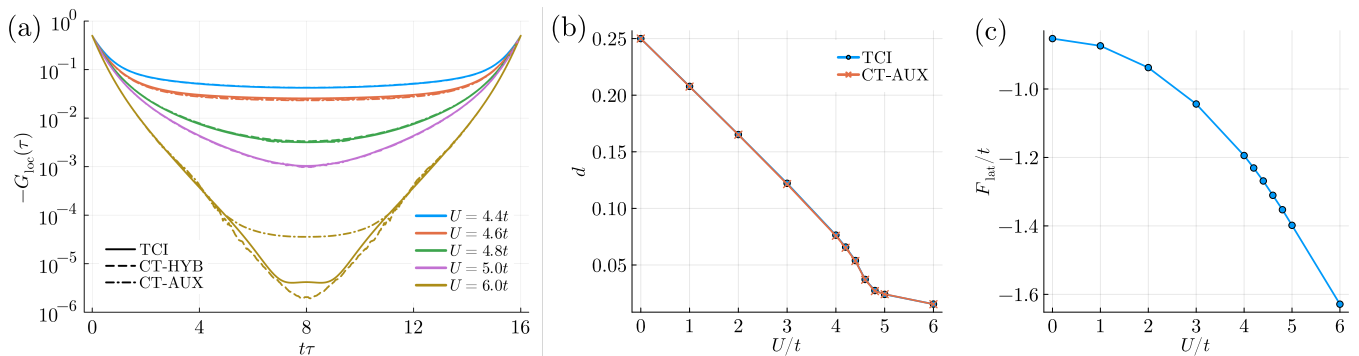 (a)
10⁰
10⁻¹
10⁻²
10⁻³
10⁻⁴
10⁻⁵
10⁻⁶
−G_loc(τ)
0 4 8 12 16
tτ
TCI
CT-HYB
CT-AUX
U = 4.4t
U = 4.6t
U = 4.8t
U = 5.0t
U = 6.0t
(b)
0.25
0.20
0.15
0.10
0.05
d
0 1 2 3 4 5 6
U/t
TCI
CT-AUX
(c)
−1.0
−1.2
−1.4
−1.6
F_lat/t
0 1 2 3 4 5 6
U/t